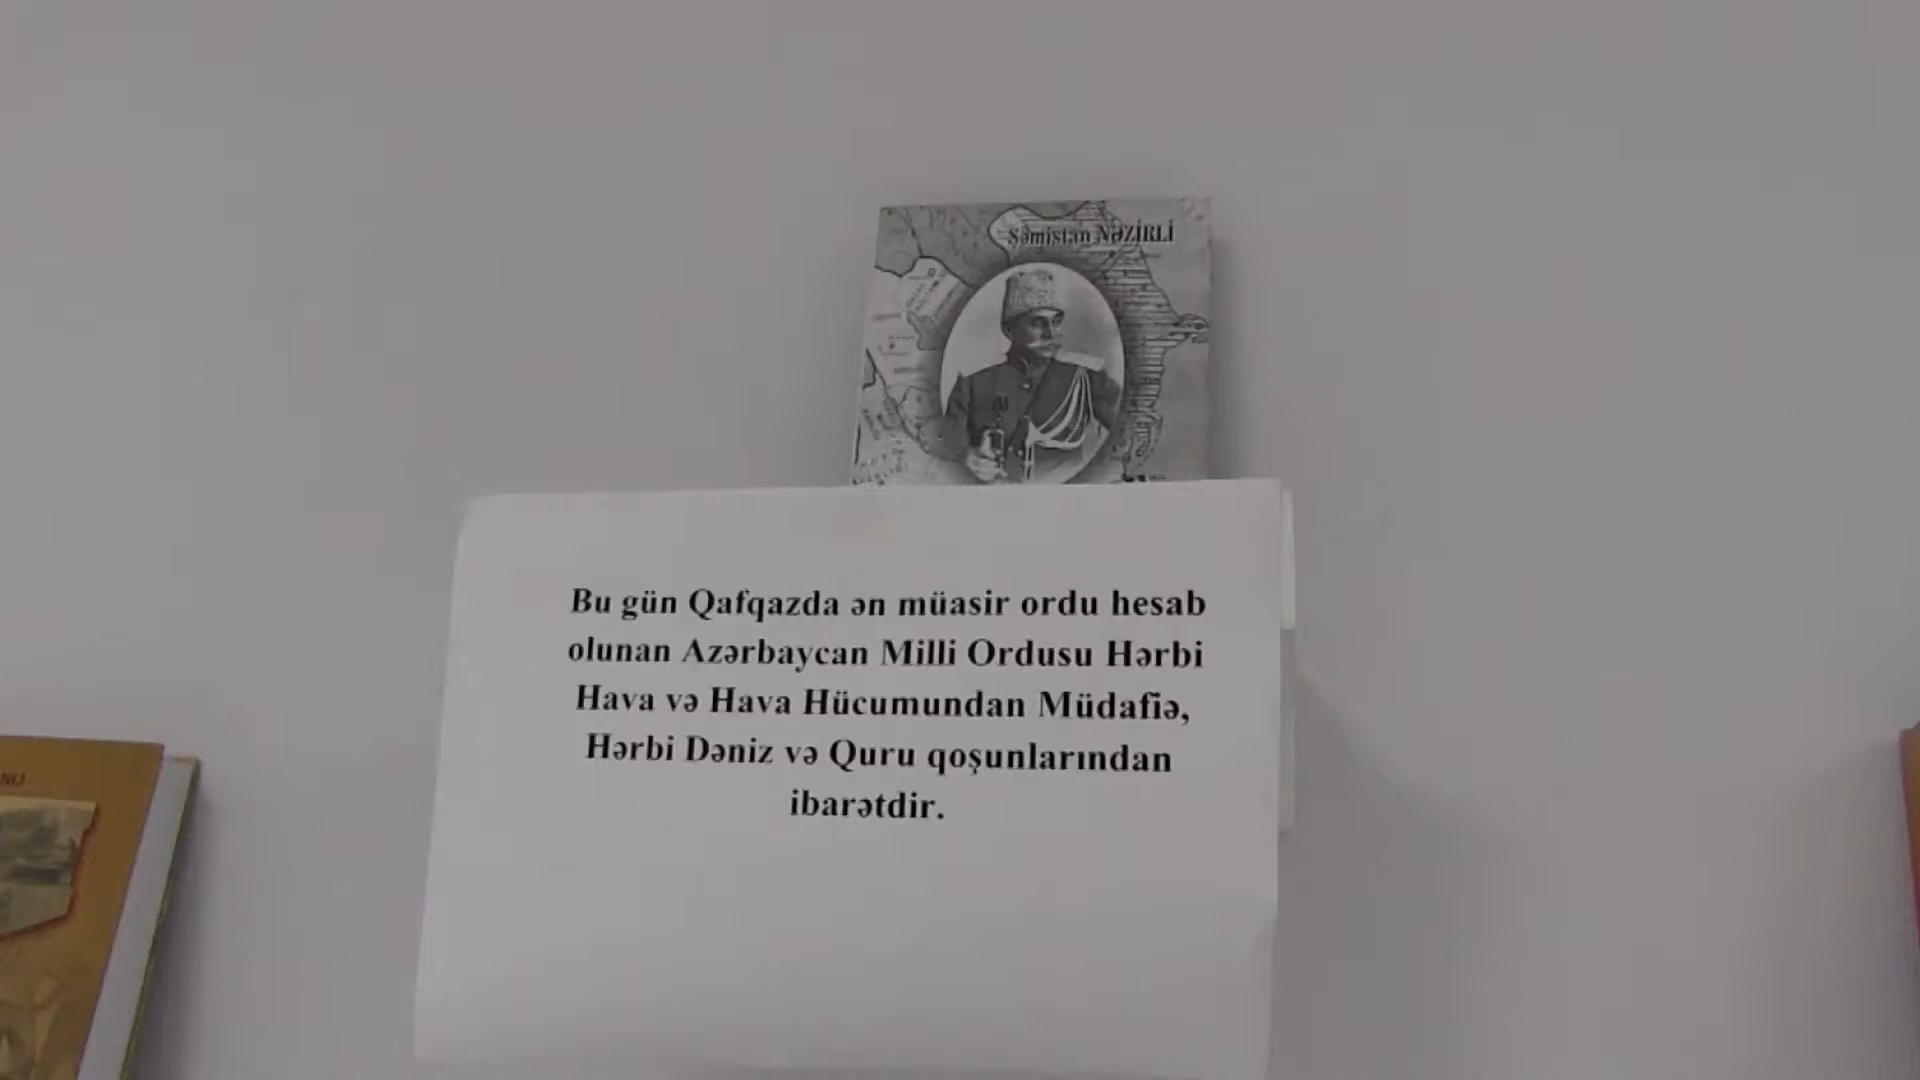 Şəmistan NƏZİRLİ
Bu gün Qafqazda ən müasir ordu hesab
olunan Azərbaycan Milli Ordusu Hərbi
Hava və Hava Hücumundan Müdafiə,
Hərbi Dəniz və Quru qoşunlarından
ibarətdir.